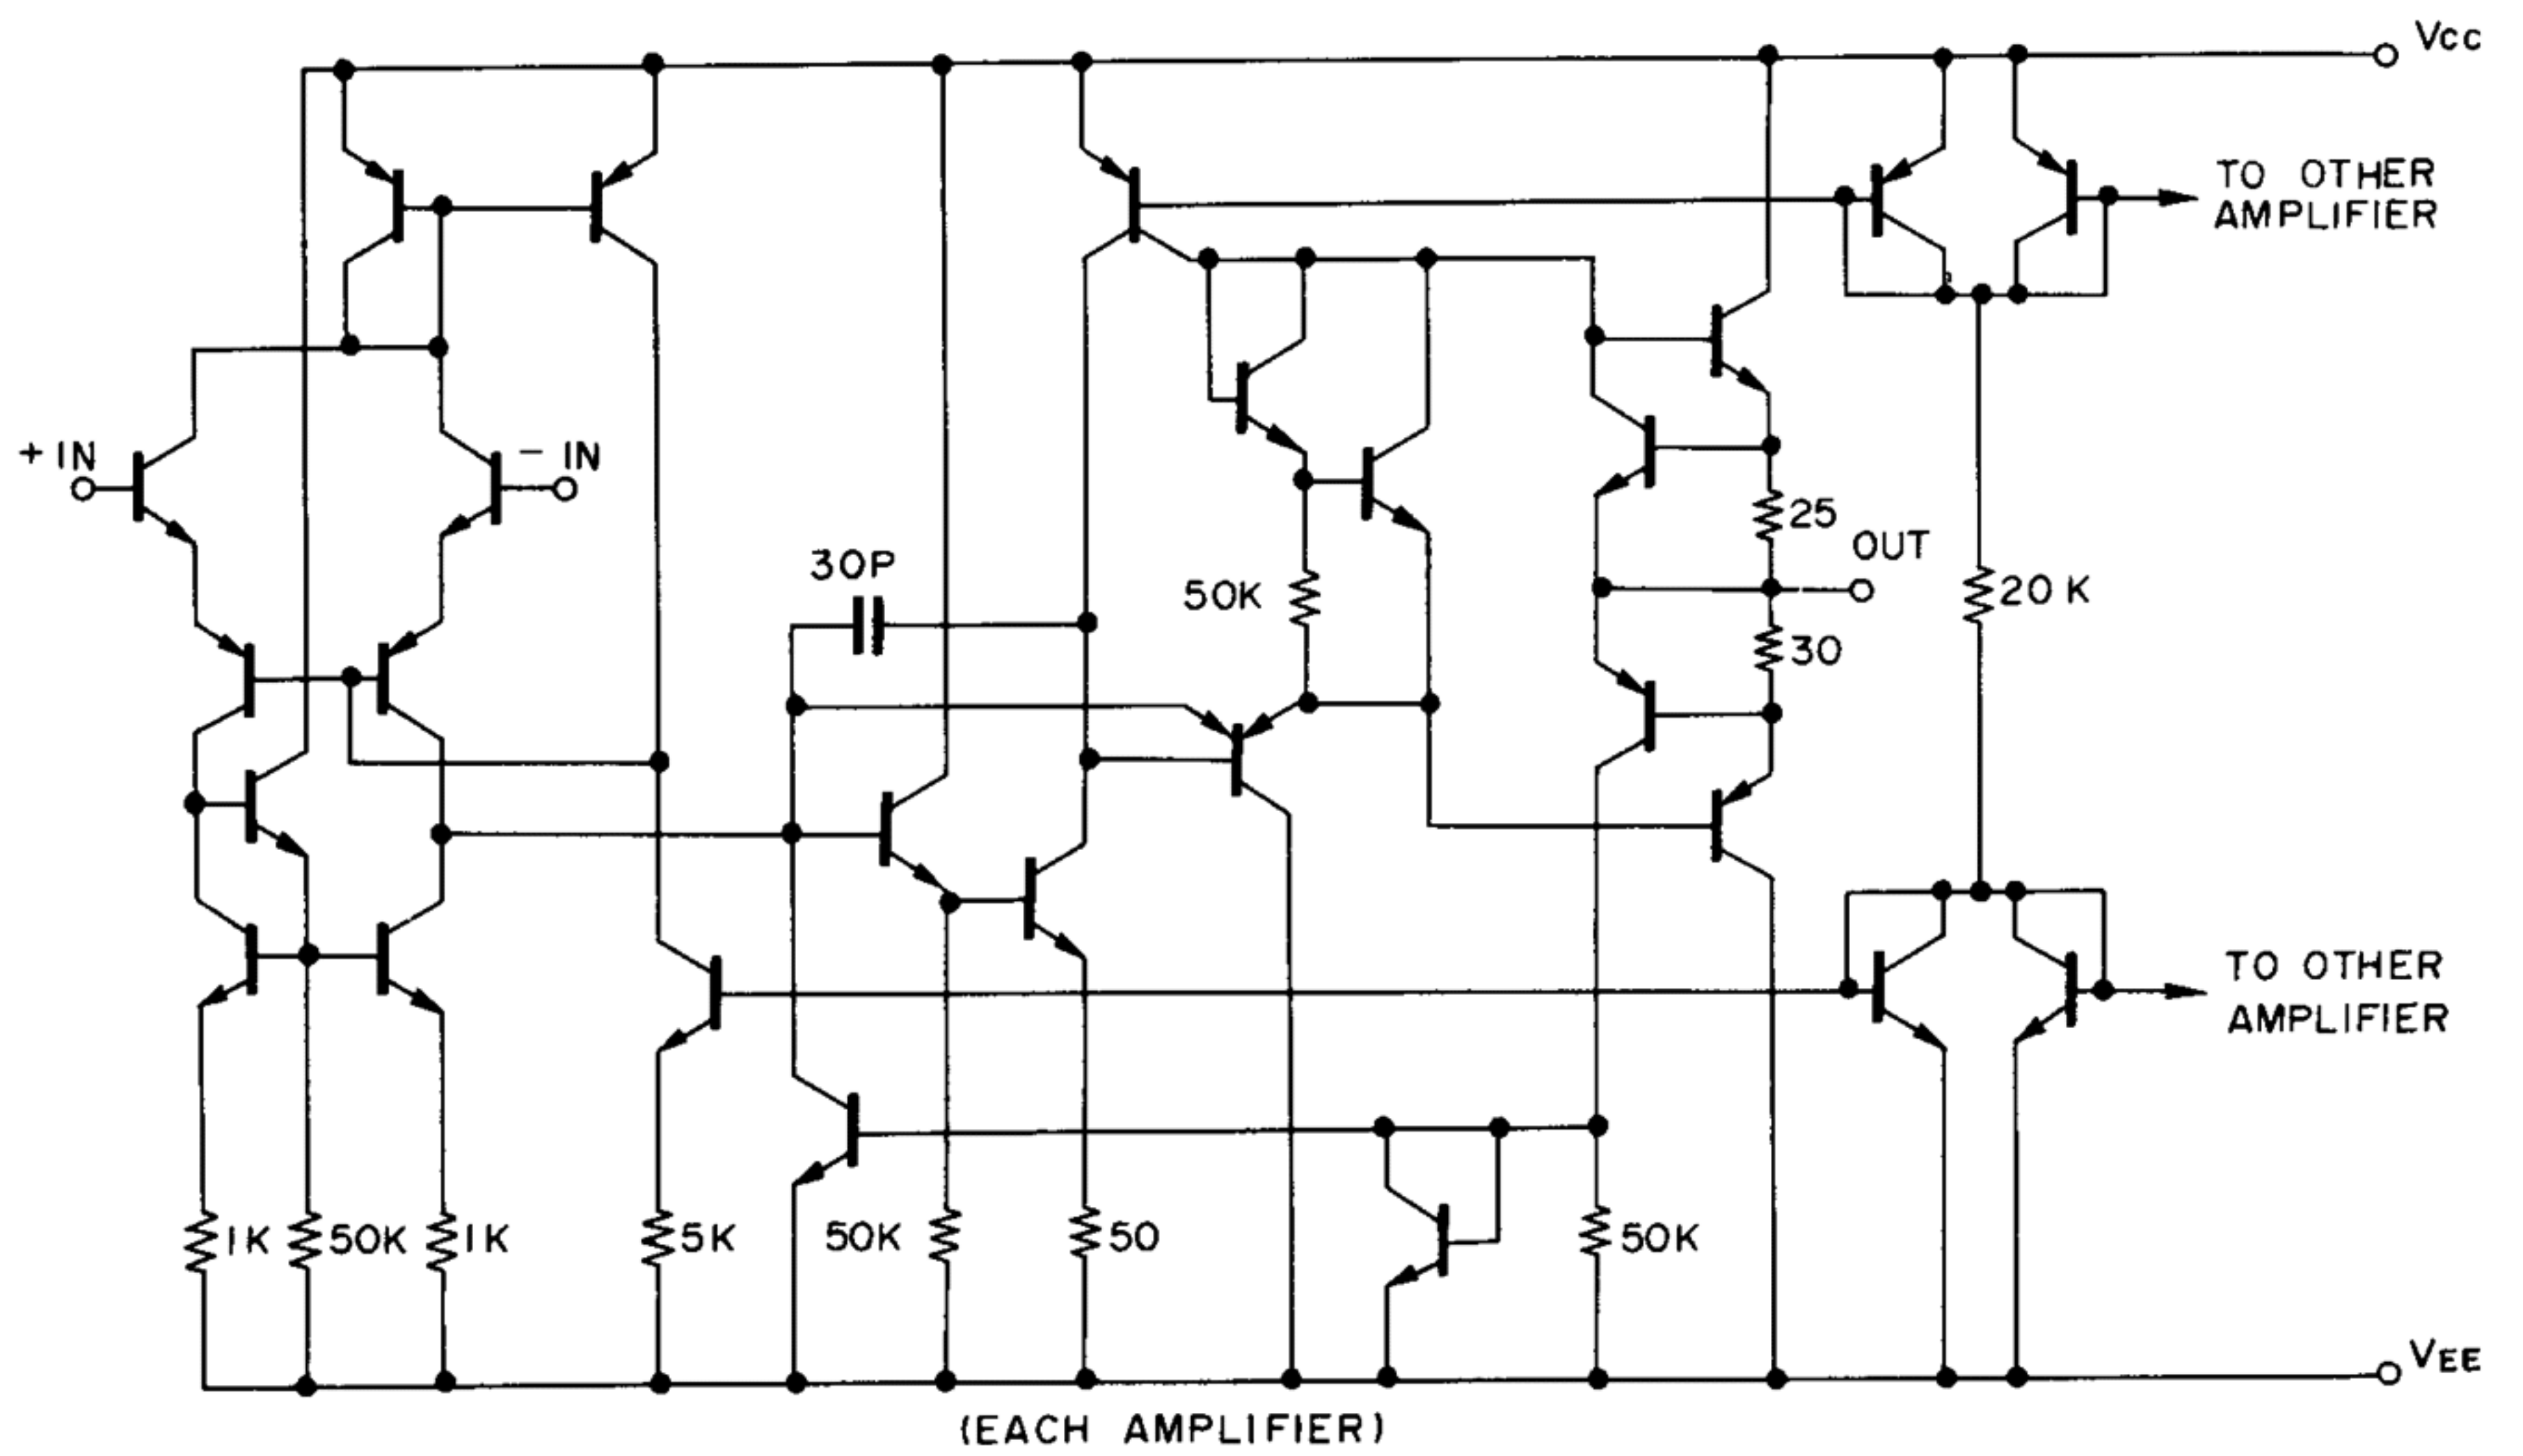 Vcc
TO OTHER
AMPLIFIER
+ IN
- IN
25
OUT
30P
50K
20 K
30
TO OTHER
AMPLIFIER
1K
50K
1K
5K
50K
50
50K
VEE
(EACH AMPLIFIER)